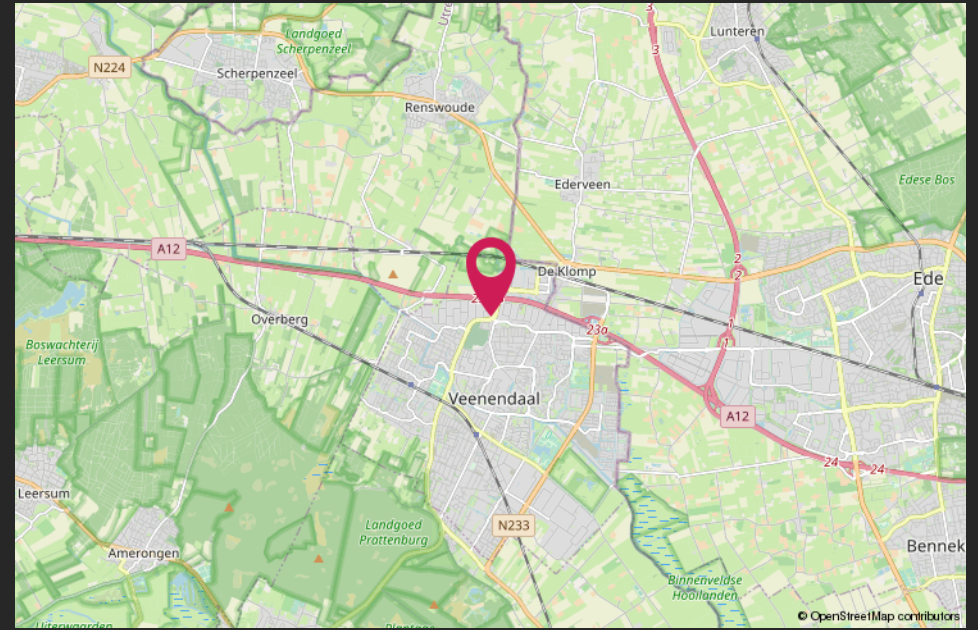 3
3
Lunteren
Landgoed
Scherpenzeel
N224
Scherpenzeel
Renswoude
Ederveen
Edese Bos
A12
2
2
De Klomp
Ede
Overberg
23a
1
1
Boswachterij
Leersum
Veenendaal
A12
24
24
Leersum
Landgoed
Prattenburg
N233
Amerongen
Bennek
Binnenveldse
Hooilanden
© OpenStreetMap contributors